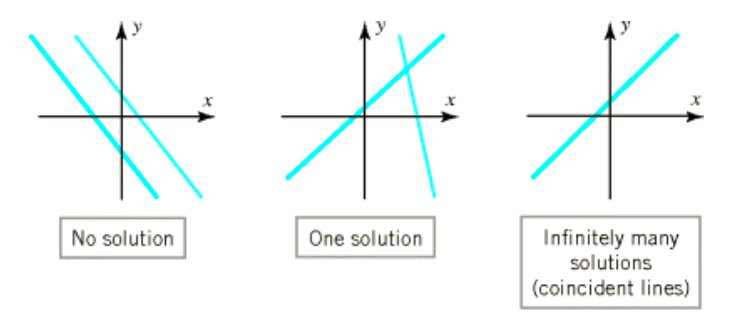 y
x
No solution
y
x
One solution
y
x
Infinitely many
solutions
(coincident lines)